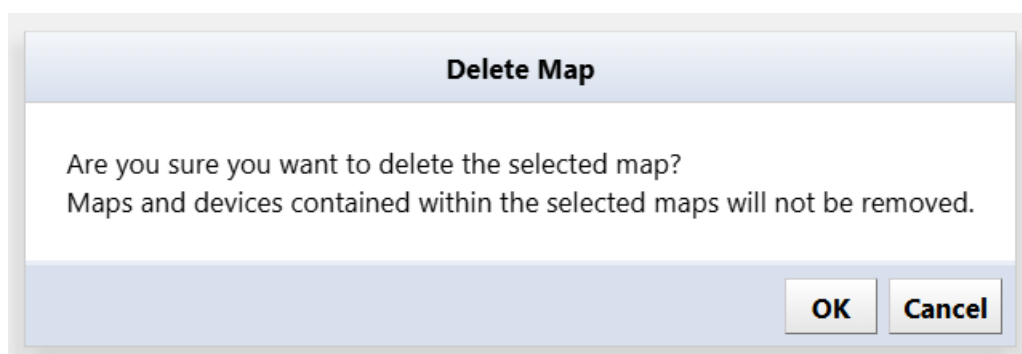 Delete Map
Are you sure you want to delete the selected map?
Maps and devices contained within the selected maps will not be removed.
OK Cancel